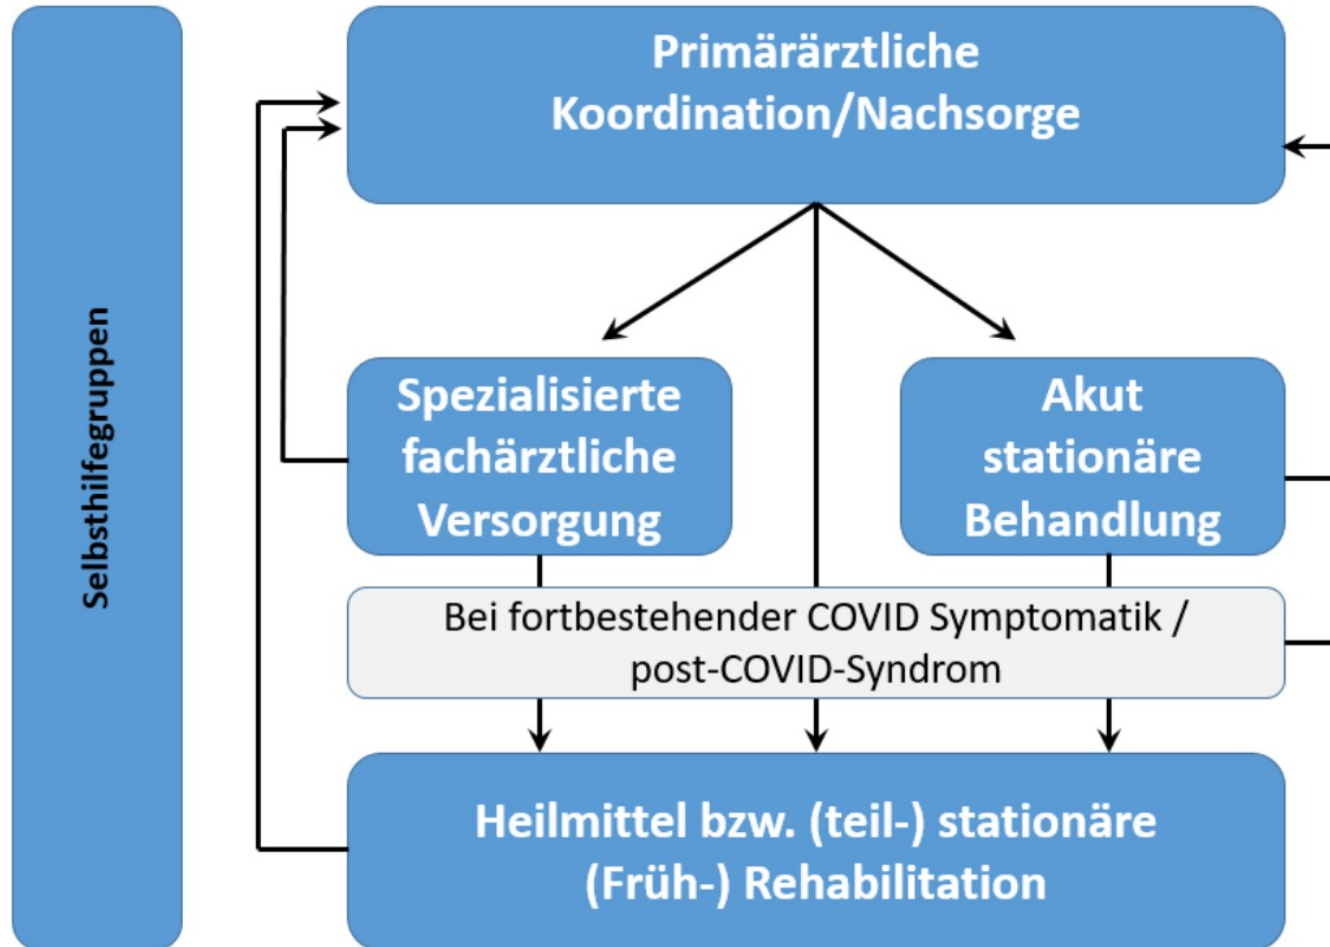 Selbsthilfegruppen
Primärärztliche
Koordination/Nachsorge
Spezialisierte
fachärztliche
Versorgung
Akut
stationäre
Behandlung
Bei fortbestehender COVID Symptomatik /
post-COVID-Syndrom
Heilmittel bzw. (teil-) stationäre
(Früh-) Rehabilitation